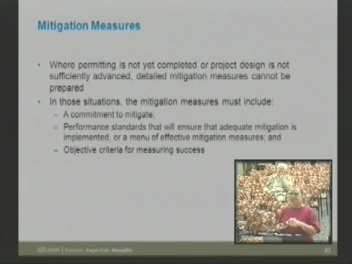 Mitigation Measures
• Where permitting is not yet completed or project design is not
sufficiently advanced, detailed mitigation measures cannot be
prepared
• In those situations, the mitigation measures must include:
– A commitment to mitigate;
– Performance standards that will ensure that adequate mitigation is
implemented, or a menu of effective mitigation measures; and
– Objective criteria for measuring success
Expertise. Results.